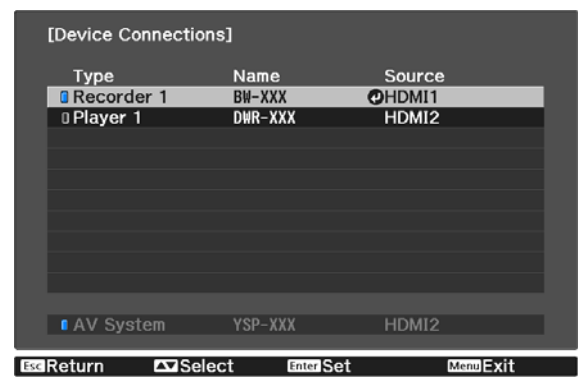 [Device Connections]
Type Name Source
Recorder 1 BW-XXX HDMI1
Player 1 DWR-XXX HDMI2
AV System YSP-XXX HDMI2
Esc Return Select Enter Set Menu Exit